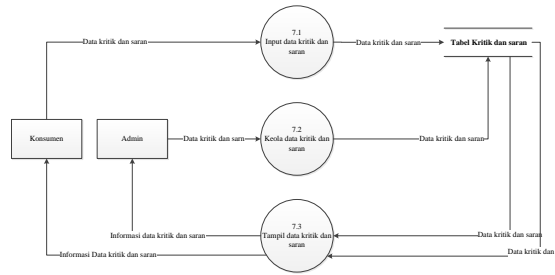 7.1
Input data kritik dan
saran
Data kritik dan saran
Data kritik dan saran
Tabel Kritik dan saran
Konsumen
Admin
Data kritik dan sarn
7.2
Keola data kritik dan
saran
Data kritik dan saran
7.3
Tampil data kritik dan
saran
Informasi data kritik dan saran
Data kritik dan saran
Informasi Data kritik dan saran
Data kritik dan